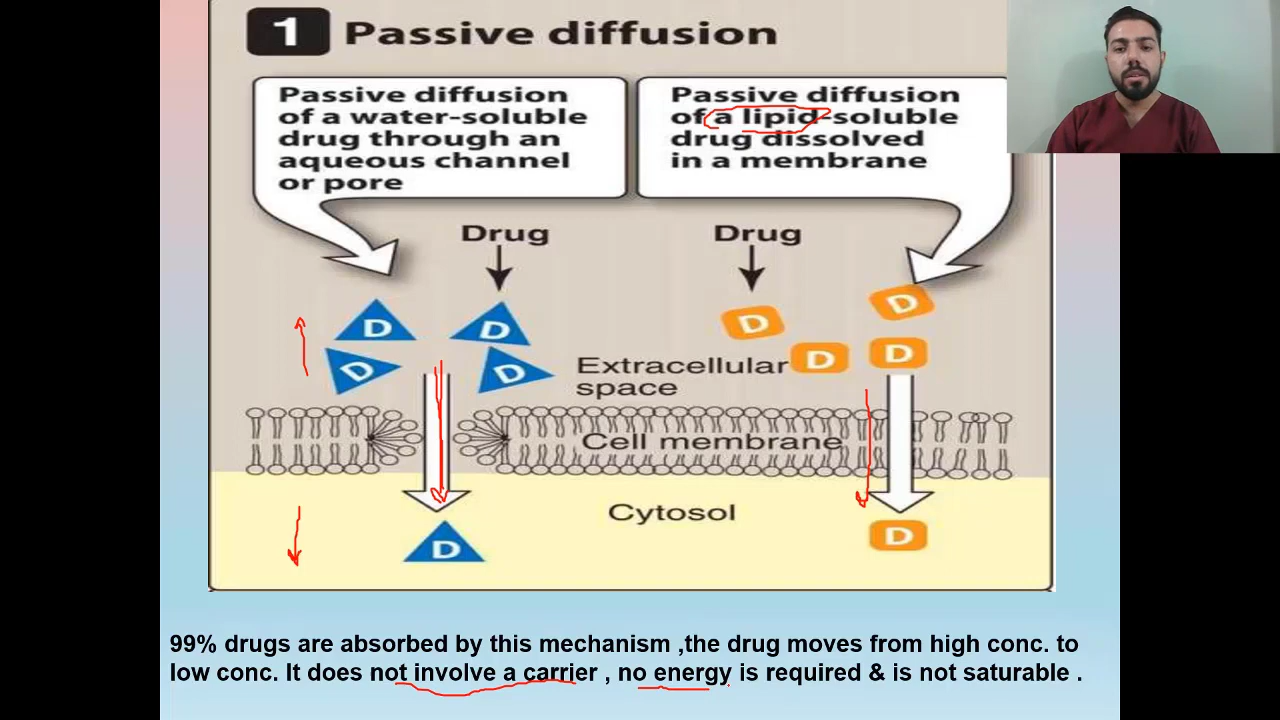 1 Passive diffusion
Passive diffusion
of a water-soluble
drug through an
aqueous channel
or pore
Passive diffusion
of a lipid-soluble
drug dissolved
in a membrane
Drug
Drug
D
D
D
D
D
D
D
D
Extracellular
space
Cell membrane
Cytosol
D
D
99% drugs are absorbed by this mechanism ,the drug moves from high conc. to
low conc. It does not involve a carrier , no energy is required & is not saturable .